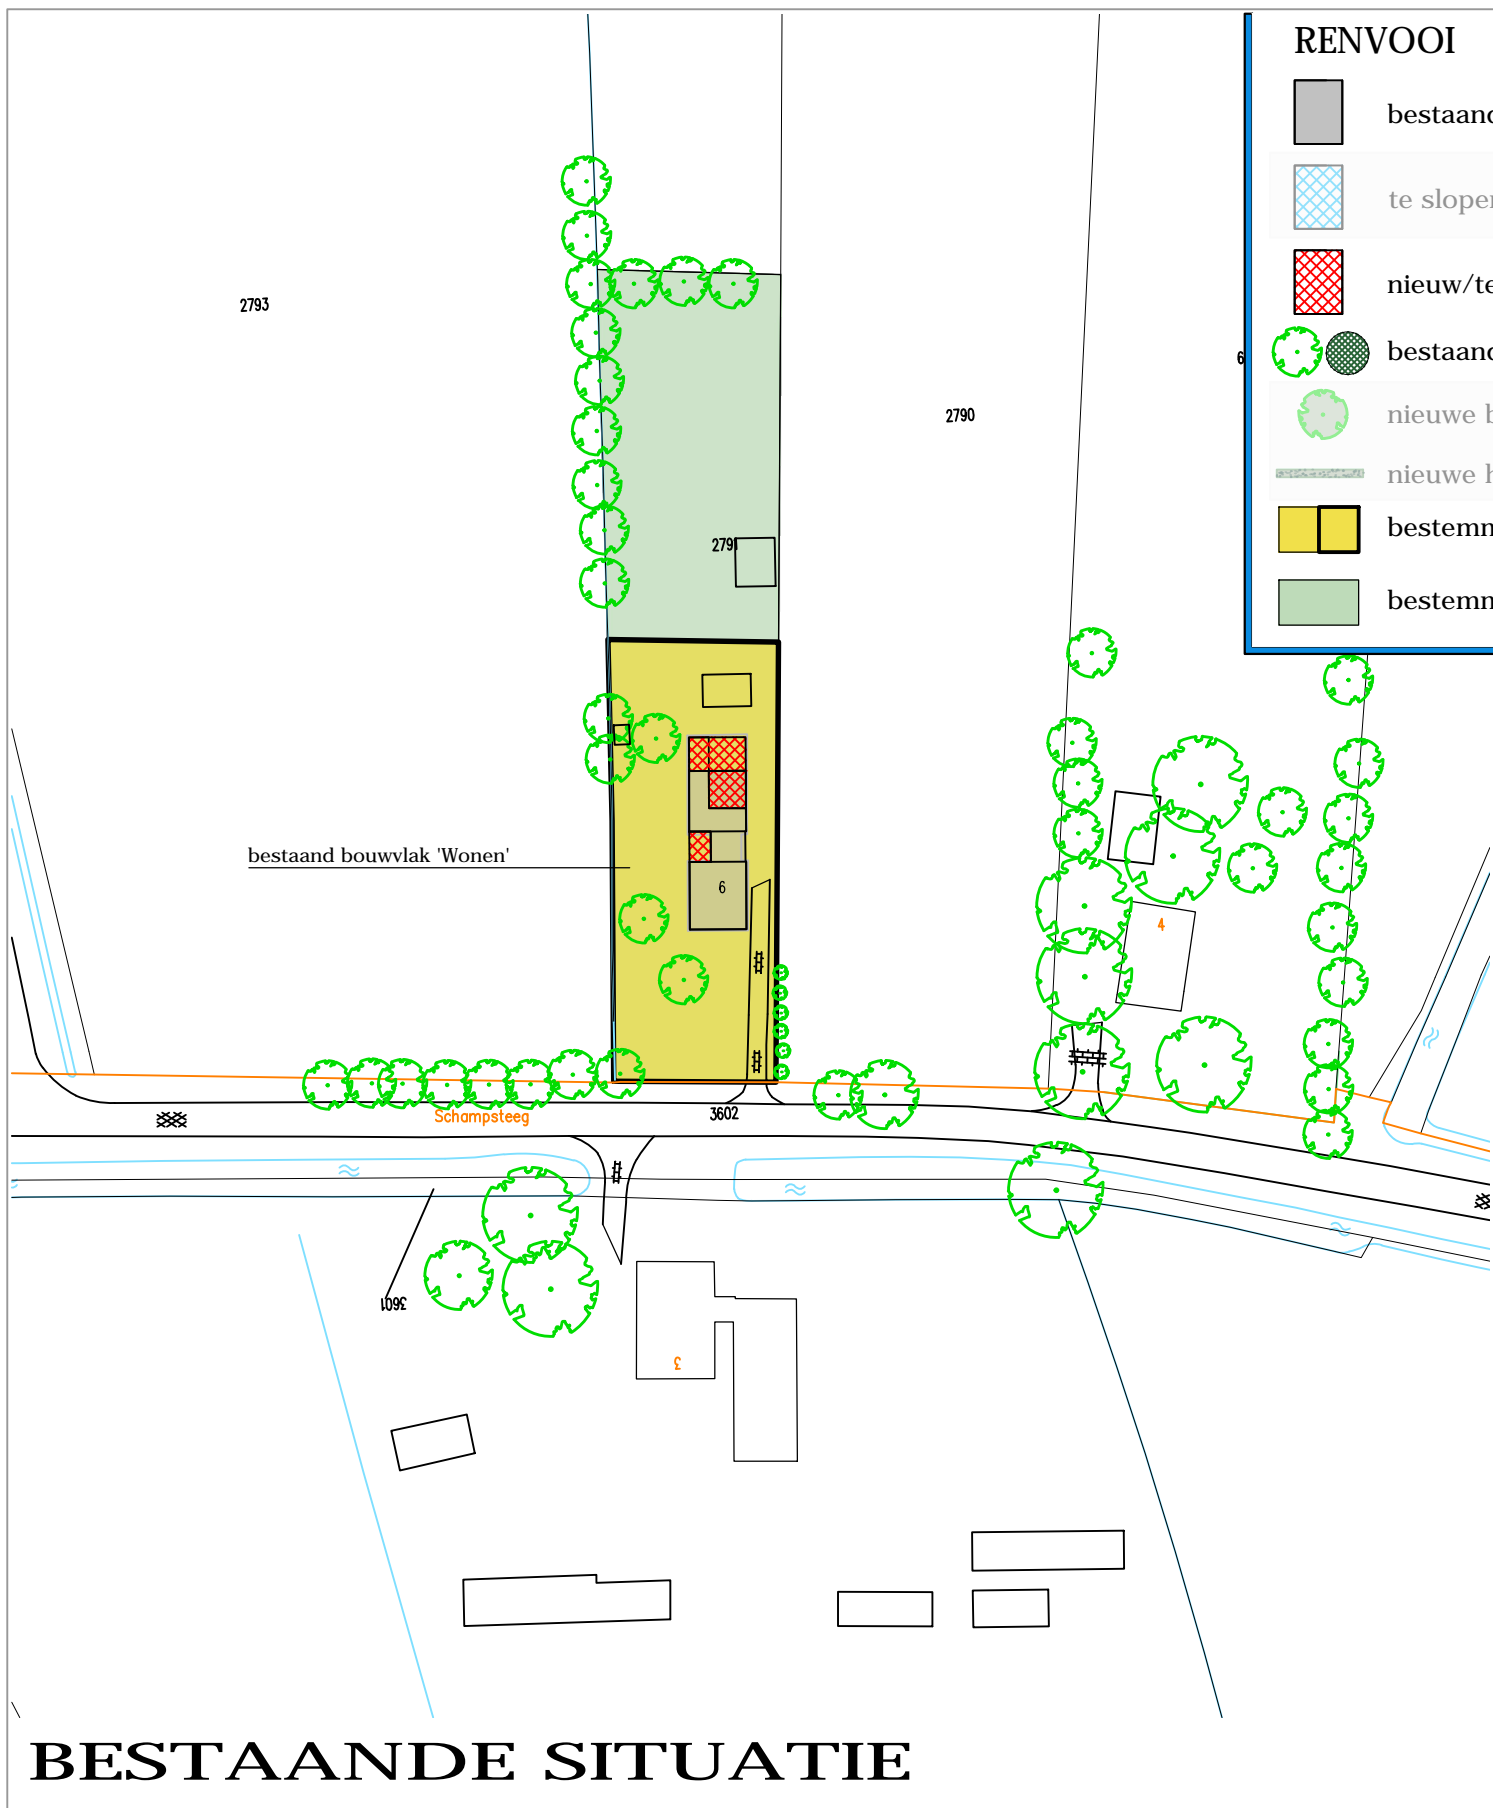 RENVOOI
bestaand
te sloper
nieuw/te
bestaand
nieuwe b
nieuwe h
bestemm
bestemm
2793
2790
6
2791
bestaand bouwvlak 'Wonen'
6
4
Schampsteeg
3602
3601
3
BESTAANDE SITUATIE